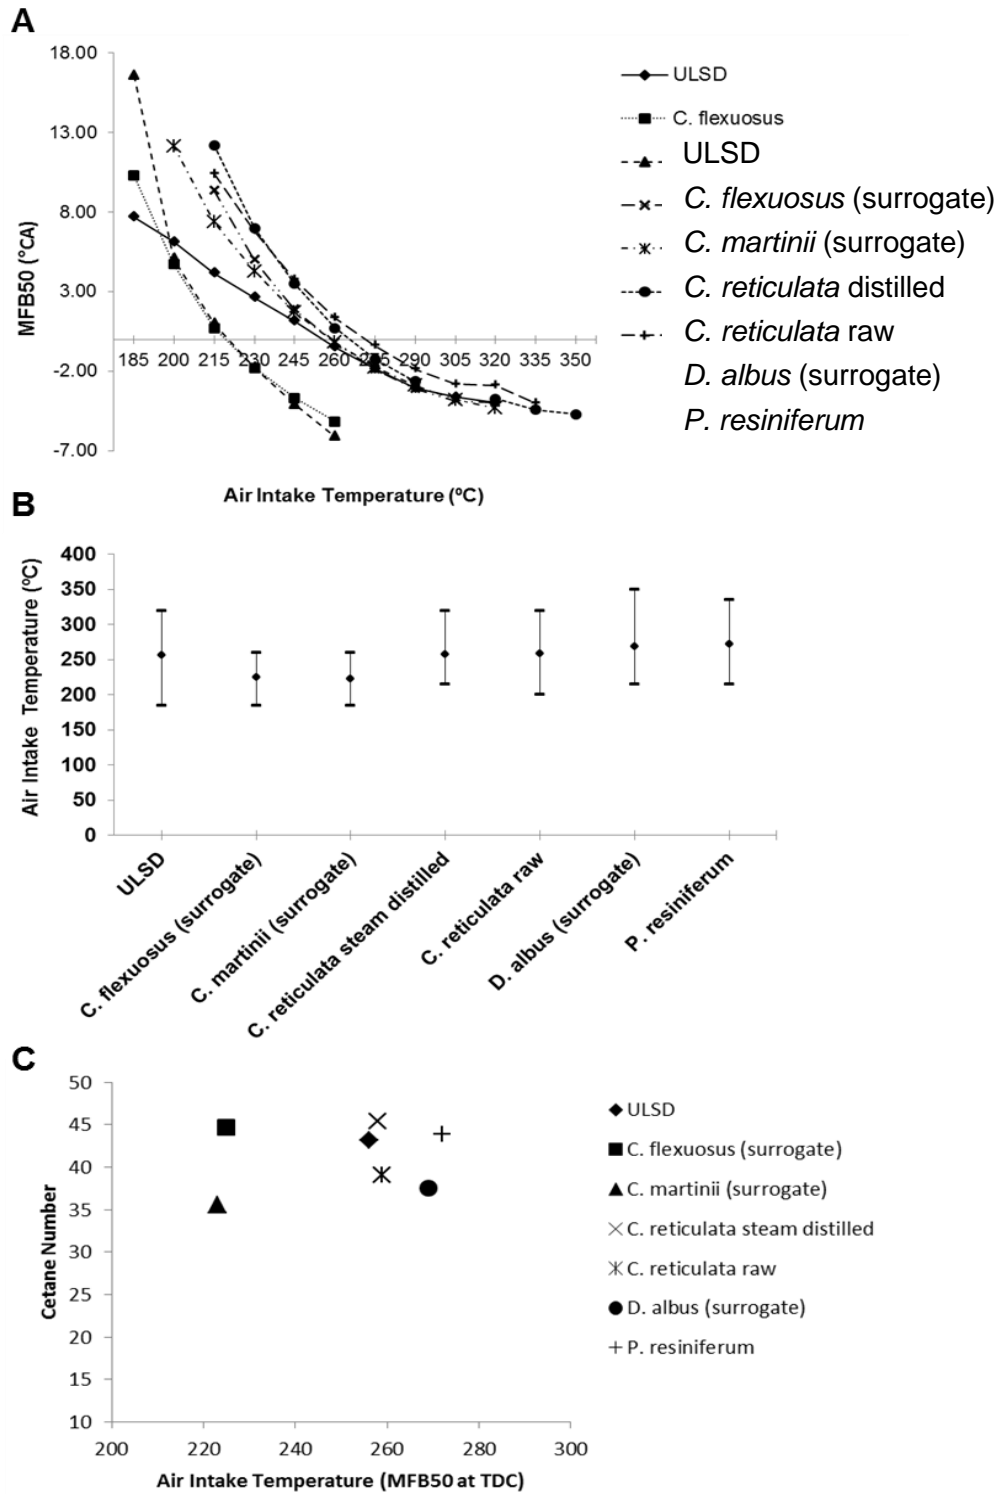 A
18.00
13.00
8.00
3.00
-2.00
-7.00
MFB50 (°CA)
185 200 215 230 245 260 275 290 305 320 335 350
Air Intake Temperature (ºC)
ULSD
C. flexuosus
ULSD
C. flexuosus (surrogate)
C. martinii (surrogate)
C. reticulata distilled
C. reticulata raw
D. albus (surrogate)
P. resiniferum
B
400
350
300
250
200
150
100
50
0
Air Intake Temperature (ºC)
ULSD
C. flexuosus (surrogate)
C. martinii (surrogate)
C. reticulata steam distilled
C. reticulata raw
D. albus (surrogate)
P. resiniferum
C
50
45
40
35
30
25
20
15
10
Cetane Number
200 220 240 260 280 300
Air Intake Temperature (MFB50 at TDC)
ULSD
C. flexuosus (surrogate)
C. martinii (surrogate)
C. reticulata steam distilled
C. reticulata raw
D. albus (surrogate)
P. resiniferum